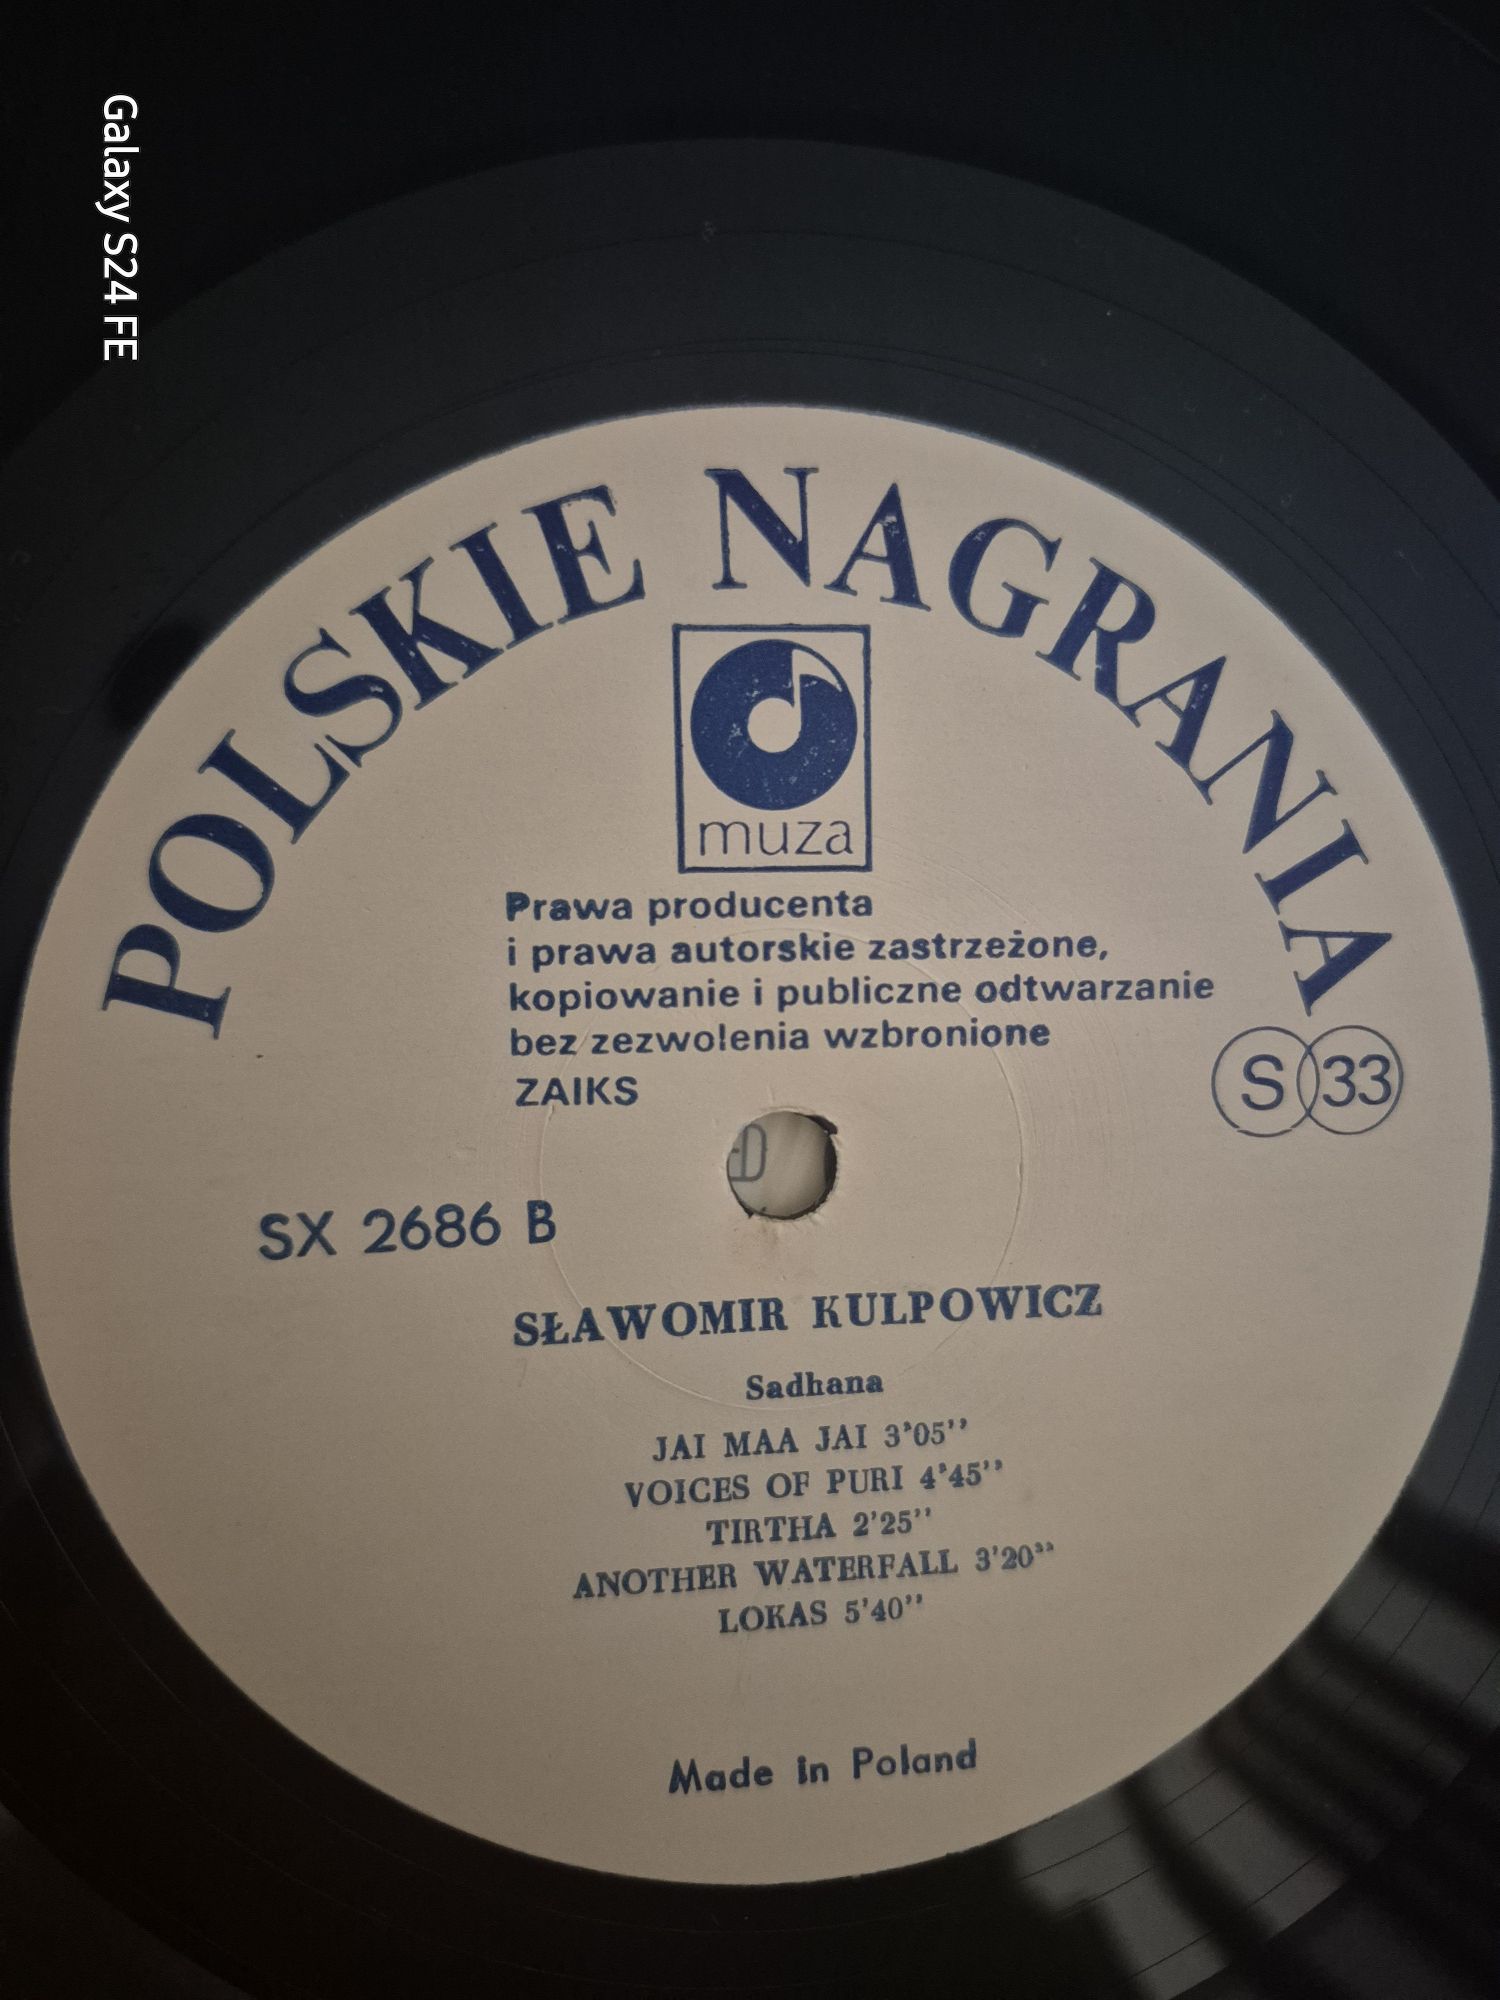 Galaxy S24 FE
POLSKIE NAGRANIA
muza
Prawa producenta
i prawa autorskie zastrzeżone,
kopiowanie i publiczne odtwarzanie
bez zezwolenia wzbronione
ZAIKS
S 33
SX 2686 B
SŁAWOMIR KULPOWICZ
Sadhana
JAI MAA JAI 3'05''
VOICES OF PURI 4'45''
TIRTHA 2'25''
ANOTHER WATERFALL 3'20''
LOKAS 5'40''
Made in Poland